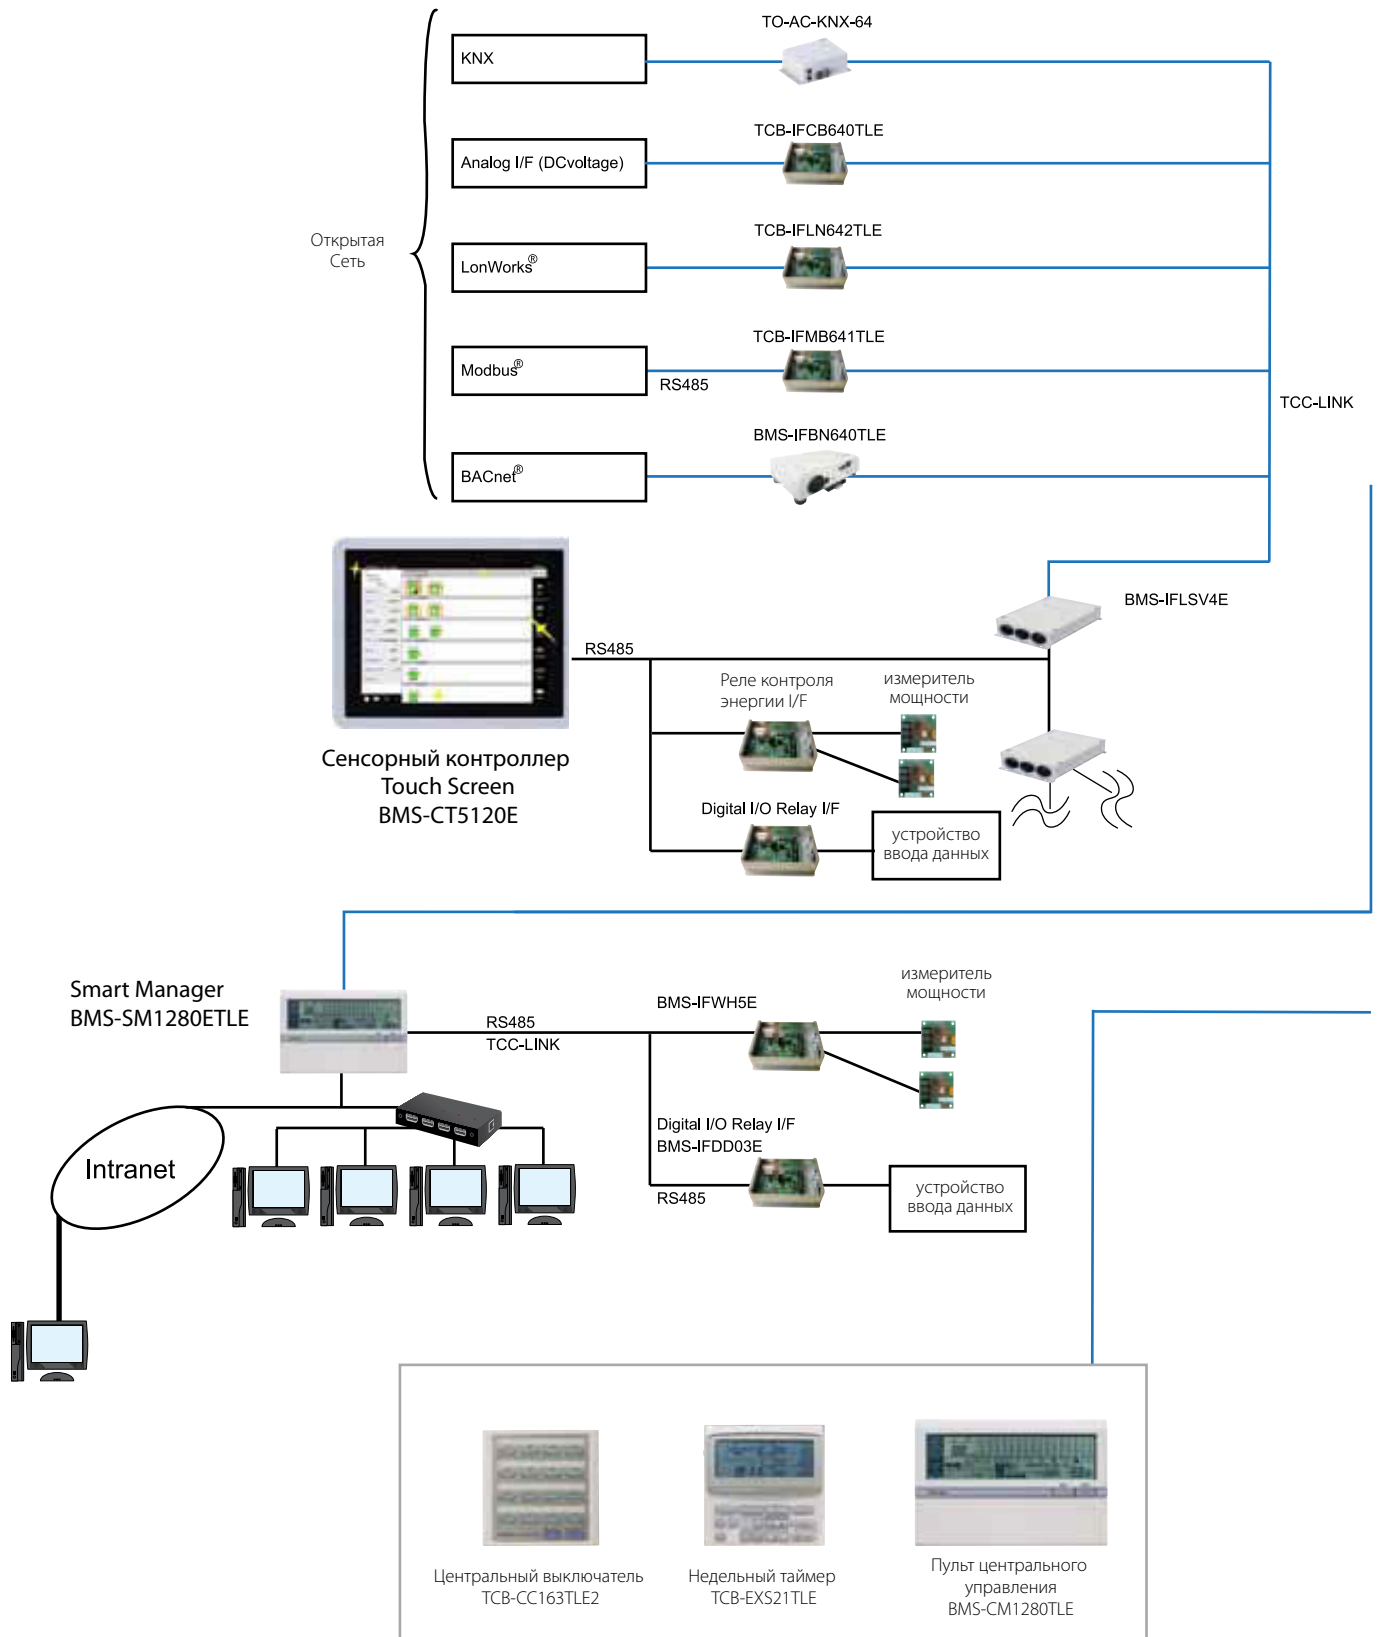 TO-AC-KNX-64
KNX
TCB-IFCB640TLE
Analog I/F (DCvoltage)
Открытая
Сеть
TCB-IFLN642TLE
LonWorks®
TCB-IFMB641TLE
Modbus®
RS485
TCC-LINK
BMS-IFBN640TLE
BACnet®
BMS-IFLSV4E
RS485
Реле контроля
энергии I/F
измеритель
мощности
Сенсорный контроллер
Touch Screen
BMS-CT5120E
Digital I/O Relay I/F
устройство
ввода данных
Smart Manager
BMS-SM1280ETLE
RS485
TCC-LINK
BMS-IFWH5E
измеритель
мощности
Intranet
Digital I/O Relay I/F
BMS-IFDD03E
RS485
устройство
ввода данных
Центральный выключатель
TCB-CC163TLE2
Недельный таймер
TCB-EXS21TLE
Пульт центрального
управления
BMS-CM1280TLE